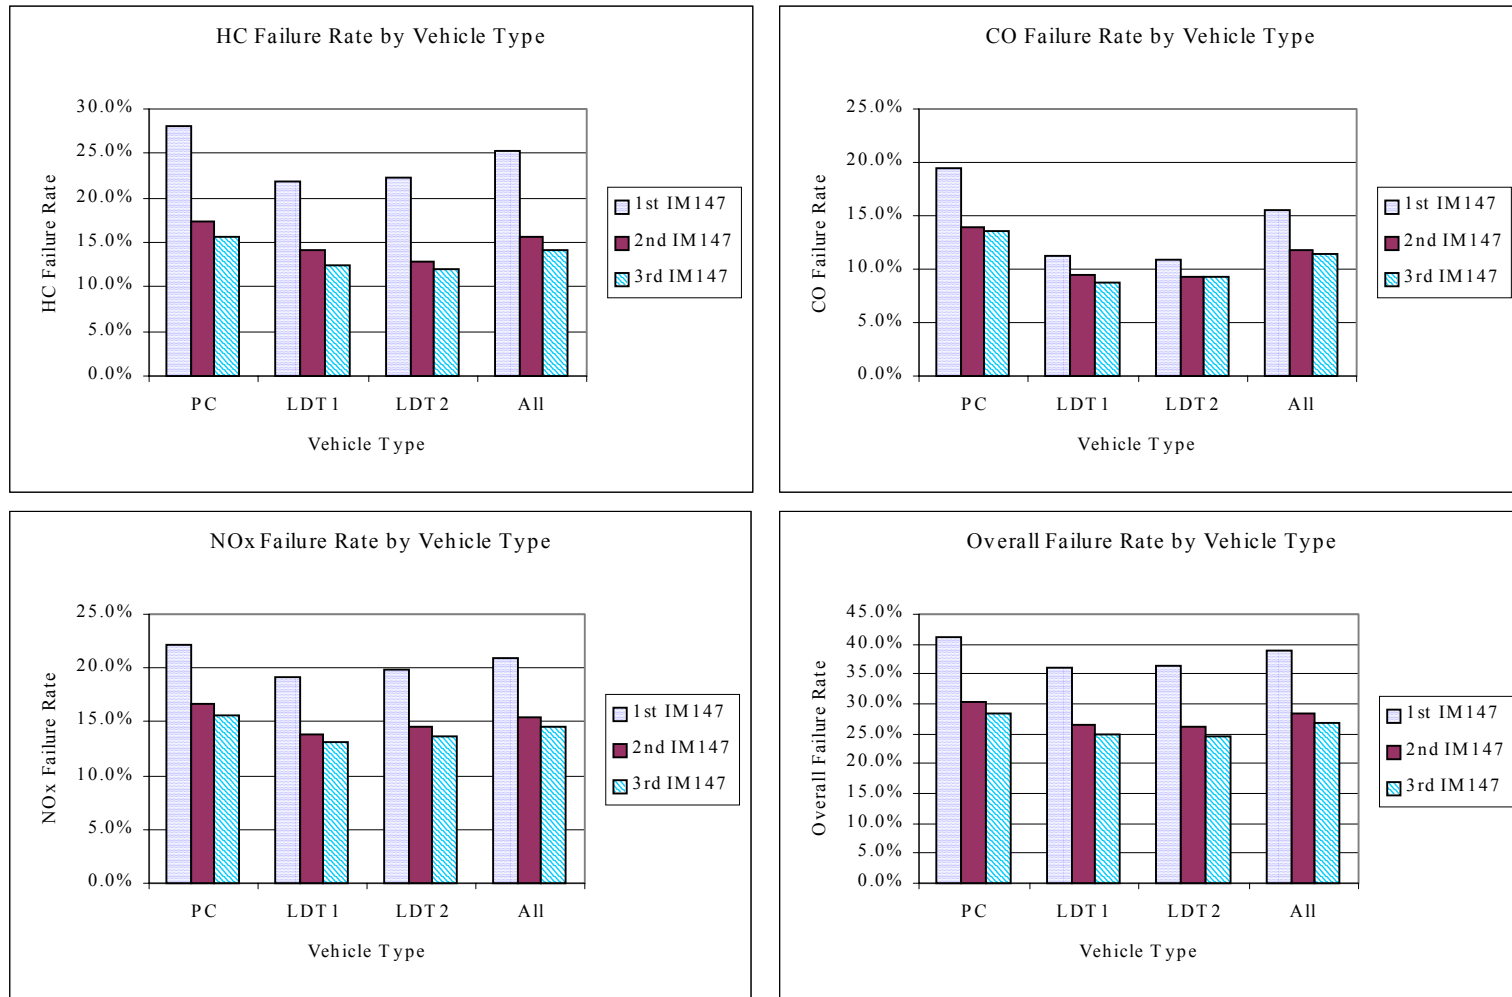 HC Failure Rate by Vehicle Type
HC Failure Rate
30.0%
25.0%
20.0%
15.0%
10.0%
5.0%
0.0%
PC LDT1 LDT2 All
Vehicle Type
1st IM147
2nd IM147
3rd IM147
CO Failure Rate by Vehicle Type
CO Failure Rate
25.0%
20.0%
15.0%
10.0%
5.0%
0.0%
PC LDT1 LDT2 All
Vehicle Type
1st IM147
2nd IM147
3rd IM147
NOx Failure Rate by Vehicle Type
NOx Failure Rate
25.0%
20.0%
15.0%
10.0%
5.0%
0.0%
PC LDT1 LDT2 All
Vehicle Type
1st IM147
2nd IM147
3rd IM147
Overall Failure Rate by Vehicle Type
Overall Failure Rate
45.0%
40.0%
35.0%
30.0%
25.0%
20.0%
15.0%
10.0%
5.0%
0.0%
PC LDT1 LDT2 All
Vehicle Type
1st IM147
2nd IM147
3rd IM147